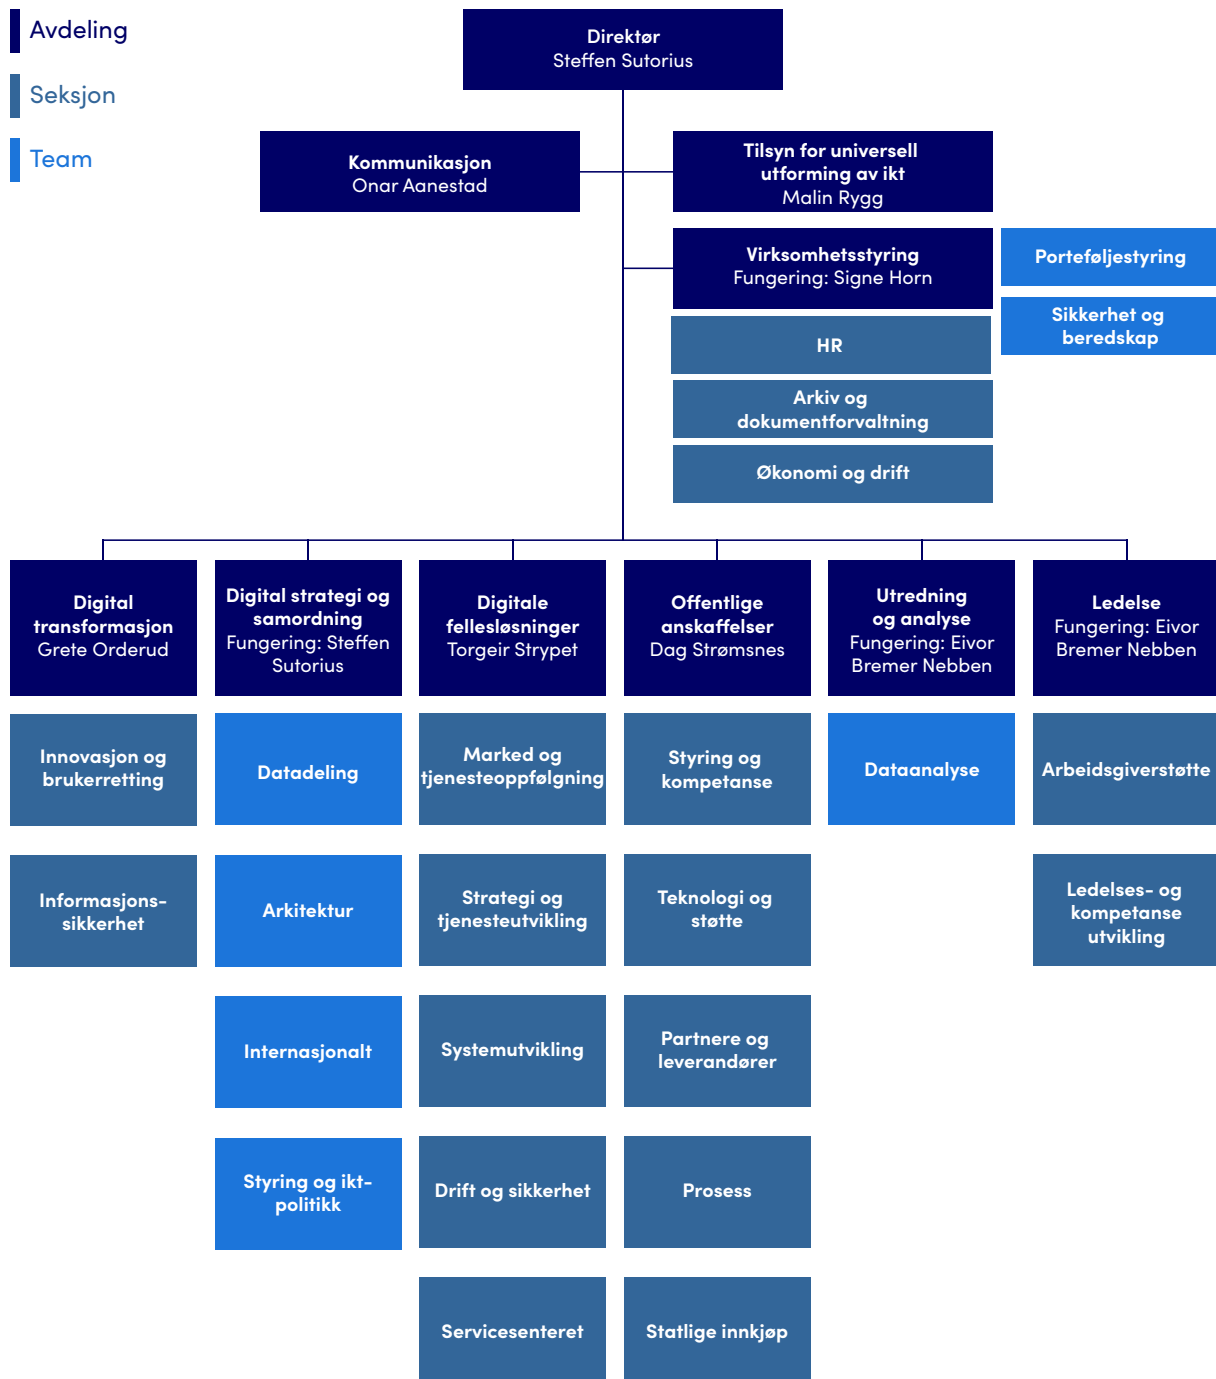 Avdeling
Seksjon
Team
Direktør
Steffen Sutorius
Kommunikasjon
Onar Aanestad
Tilsyn for universell
utforming av ikt
Malin Rygg
Virksomhetsstyring
Fungering: Signe Horn
Porteføljestyring
Sikkerhet og
beredskap
HR
Arkiv og
dokumentforvaltning
Økonomi og drift
Digital
transformasjon
Grete Orderud
Innovasjon og
brukerretting
Informasjons-
sikkerhet
Digital strategi og
samordning
Fungering: Steffen
Sutorius
Datadeling
Arkitektur
Internasjonalt
Styring og ikt-
politikk
Digitale
fellesløsninger
Torgeir Strypet
Marked og
tjenesteoppfølgning
Strategi og
tjenesteutvikling
Systemutvikling
Drift og sikkerhet
Servicesenteret
Offentlige
anskaffelser
Dag Strømsnes
Styring og
kompetanse
Teknologi og
støtte
Partnere og
leverandører
Prosess
Statlige innkjøp
Utredning
og analyse
Fungering: Eivor
Bremer Nebben
Dataanalyse
Ledelse
Fungering: Eivor
Bremer Nebben
Arbeidsgiverstøtte
Ledelses- og
kompetanse
utvikling